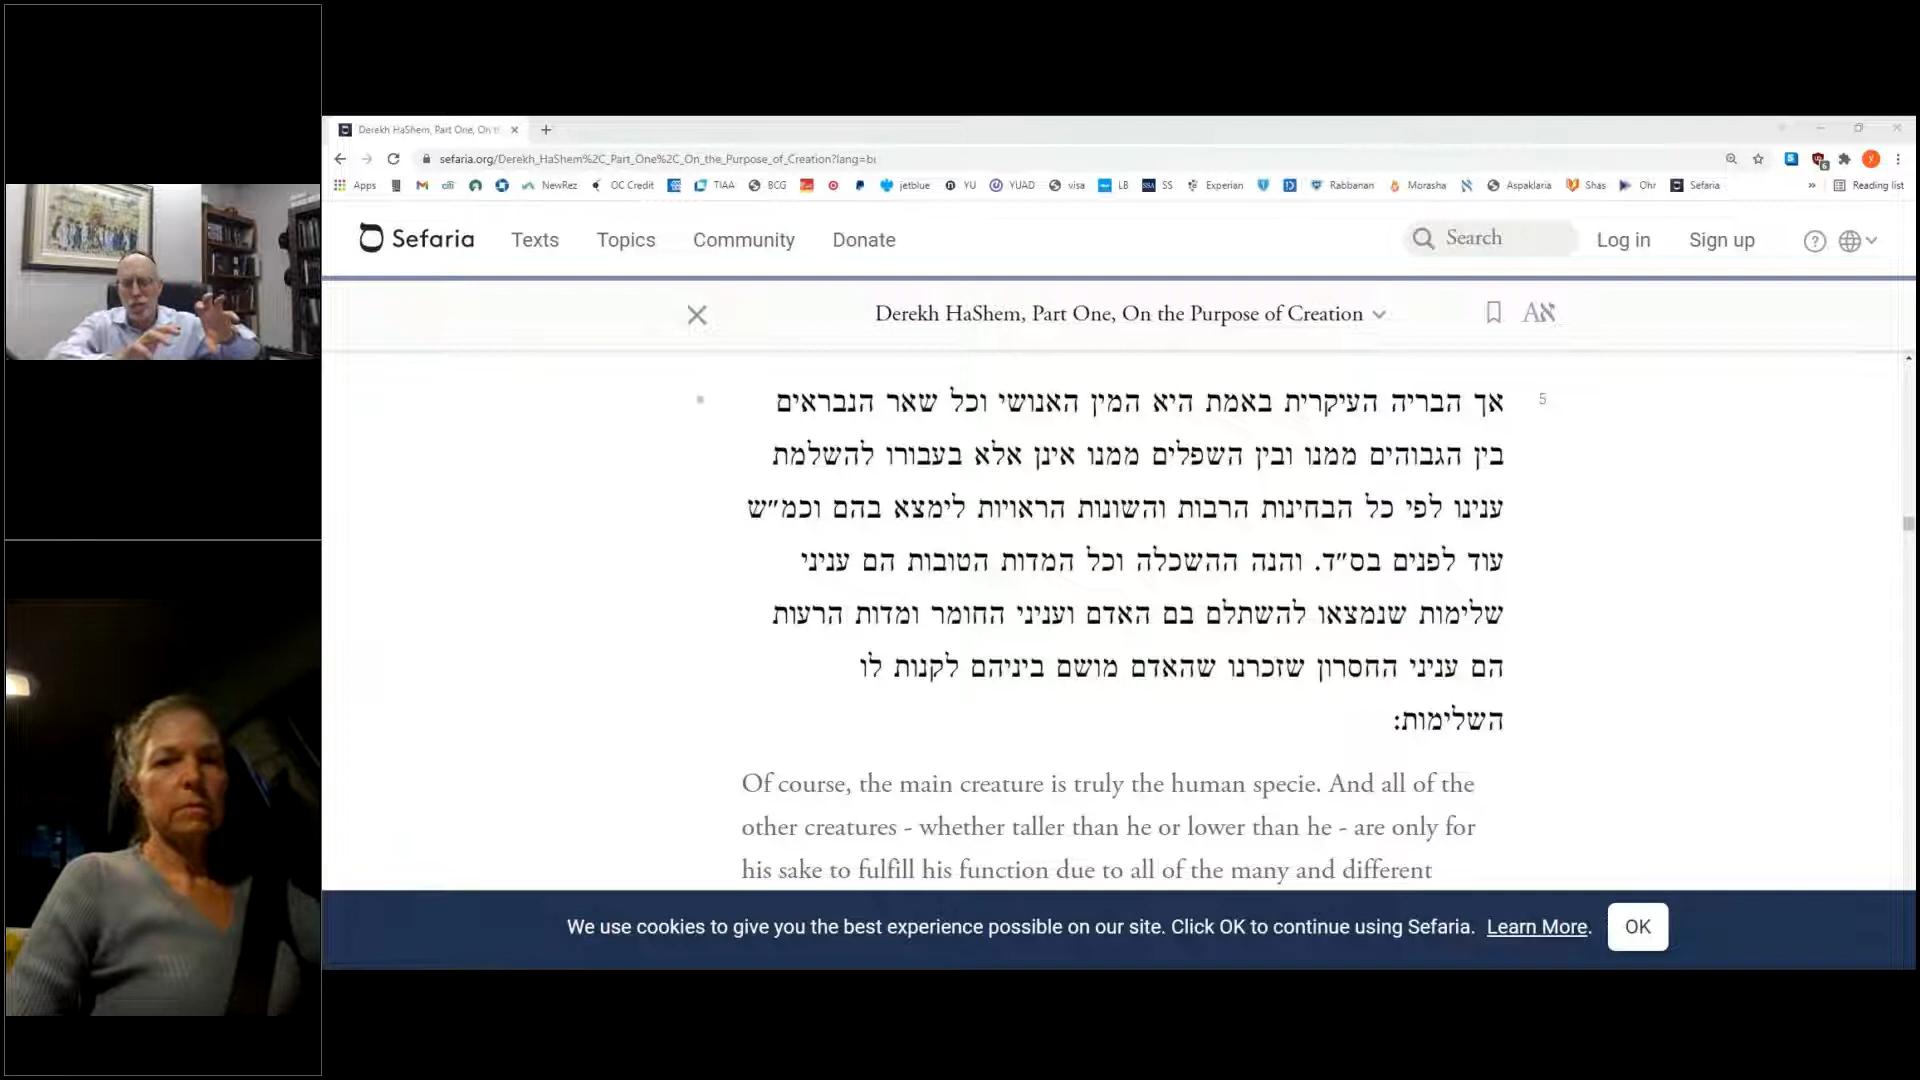 Derekh HaShem, Part One, On th
sefaria.org/Derekh_HaShem%2C_Part_One%2C_On_the_Purpose_of_Creation?lang=bi
Apps citi NewRez OC Credit TIAA BCG jetblue YU YUAD visa LB SS Experian Rabbanan Morasha Aspaklaria Shas Ohr Sefaria » Reading list
Sefaria Texts Topics Community Donate Search Log in Sign up
Derekh HaShem, Part One, On the Purpose of Creation
5
אך הבריה העיקרית באמת היא המין האנושי וכל שאר הנבראים
בין הגבוהים ממנו ובין השפלים ממנו אינן אלא בעבורו להשלמת
ענינו לפי כל הבחינות הרבות והשונות הראויות לימצא בהם וכמ״ש
עוד לפנים בס״ד. והנה ההשכלה וכל המדות הטובות הם עניני
שלימות שנמצאו להשתלם בם האדם ועניני החומר ומדות הרעות
הם עניני החסרון שזכרנו שהאדם מושם ביניהם לקנות לו
השלימות:
Of course, the main creature is truly the human specie. And all of the
other creatures - whether taller than he or lower than he - are only for
his sake to fulfill his function due to all of the many and different
We use cookies to give you the best experience possible on our site. Click OK to continue using Sefaria. Learn More. OK